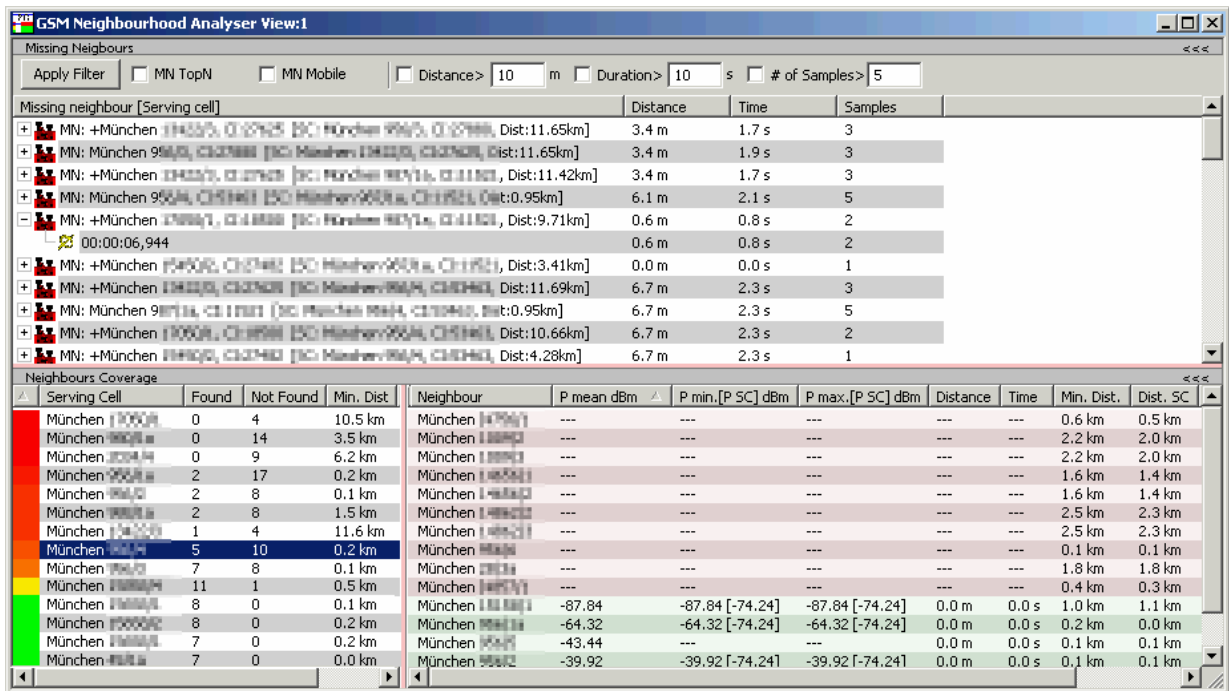 GSM Neighbourhood Analyser View:1
Missing Neigbours <<<
Apply Filter MN TopN MN Mobile Distance> 10 m Duration> 10 s # of Samples> 5
Missing neighbour [Serving cell] Distance Time Samples
MN: +München Dist:11.65km] 3.4 m 1.7 s 3
MN: München Dist:11.65km] 3.4 m 1.9 s 3
MN: +München , Dist:11.42km] 3.4 m 1.7 s 3
MN: München Dist:0.95km] 6.1 m 2.1 s 5
MN: +München , Dist:9.71km] 0.6 m 0.8 s 2
00:00:06,944 0.6 m 0.8 s 2
MN: +München , Dist:3.41km] 0.0 m 0.0 s 1
MN: +München Dist:11.69km] 6.7 m 2.3 s 3
MN: München Dist:0.95km] 6.7 m 2.3 s 5
MN: +München Dist:10.66km] 6.7 m 2.3 s 2
MN: +München Dist:4.28km] 6.7 m 2.3 s 1
Neighbours Coverage <<<
Serving Cell Found Not Found Min. Dist
München 0 4 10.5 km
München 0 14 3.5 km
München 0 9 6.2 km
München 2 17 0.2 km
München 2 8 0.1 km
München 2 8 1.5 km
München 1 4 11.6 km
München 5 10 0.2 km
München 7 8 0.1 km
München 11 1 0.5 km
München 8 0 0.1 km
München 8 0 0.2 km
München 7 0 0.2 km
München 7 0 0.0 km
Neighbour P mean dBm P min.[P SC] dBm P max.[P SC] dBm Distance Time Min. Dist. Dist. SC
München --- --- --- --- --- 0.6 km 0.5 km
München --- --- --- --- --- 2.2 km 2.0 km
München --- --- --- --- --- 2.2 km 2.0 km
München --- --- --- --- --- 1.6 km 1.4 km
München --- --- --- --- --- 1.6 km 1.4 km
München --- --- --- --- --- 2.5 km 2.3 km
München --- --- --- --- --- 2.5 km 2.3 km
München --- --- --- --- --- 0.1 km 0.1 km
München --- --- --- --- --- 1.8 km 1.8 km
München --- --- --- --- --- 0.4 km 0.3 km
München -87.84 -87.84 [-74.24] -87.84 [-74.24] 0.0 m 0.0 s 1.0 km 1.1 km
München -64.32 -64.32 [-74.24] -64.32 [-74.24] 0.0 m 0.0 s 0.2 km 0.0 km
München -43.44 --- --- 0.0 m 0.0 s 0.1 km 0.1 km
München -39.92 -39.92 [-74.24] -39.92 [-74.24] 0.0 m 0.0 s 0.1 km 0.1 km